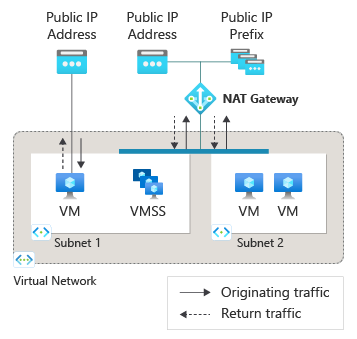 Public IP
Address
Public IP
Address
Public IP
Prefix
NAT Gateway
VM
VMSS
VM
VM
Subnet 1
Subnet 2
Virtual Network
Originating traffic
Return traffic